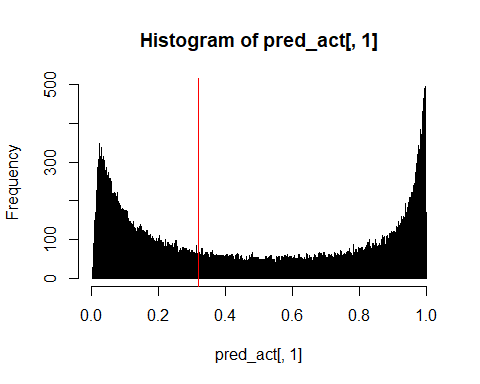 Histogram of pred_act[, 1]
Frequency
500
300
100
0
0.0 0.2 0.4 0.6 0.8 1.0
pred_act[, 1]